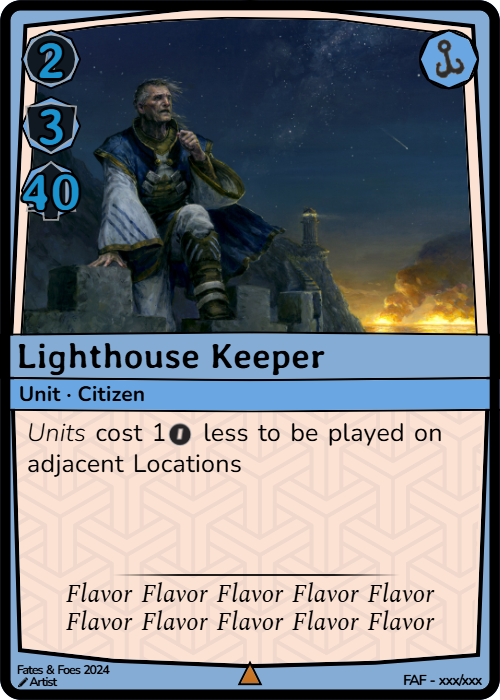 2
3
40
Lighthouse Keeper
Unit · Citizen
Units cost 1 less to be played on
adjacent Locations
Flavor Flavor Flavor Flavor Flavor
Flavor Flavor Flavor Flavor Flavor
Fates & Foes 2024
Artist
FAF - xxx/xxx